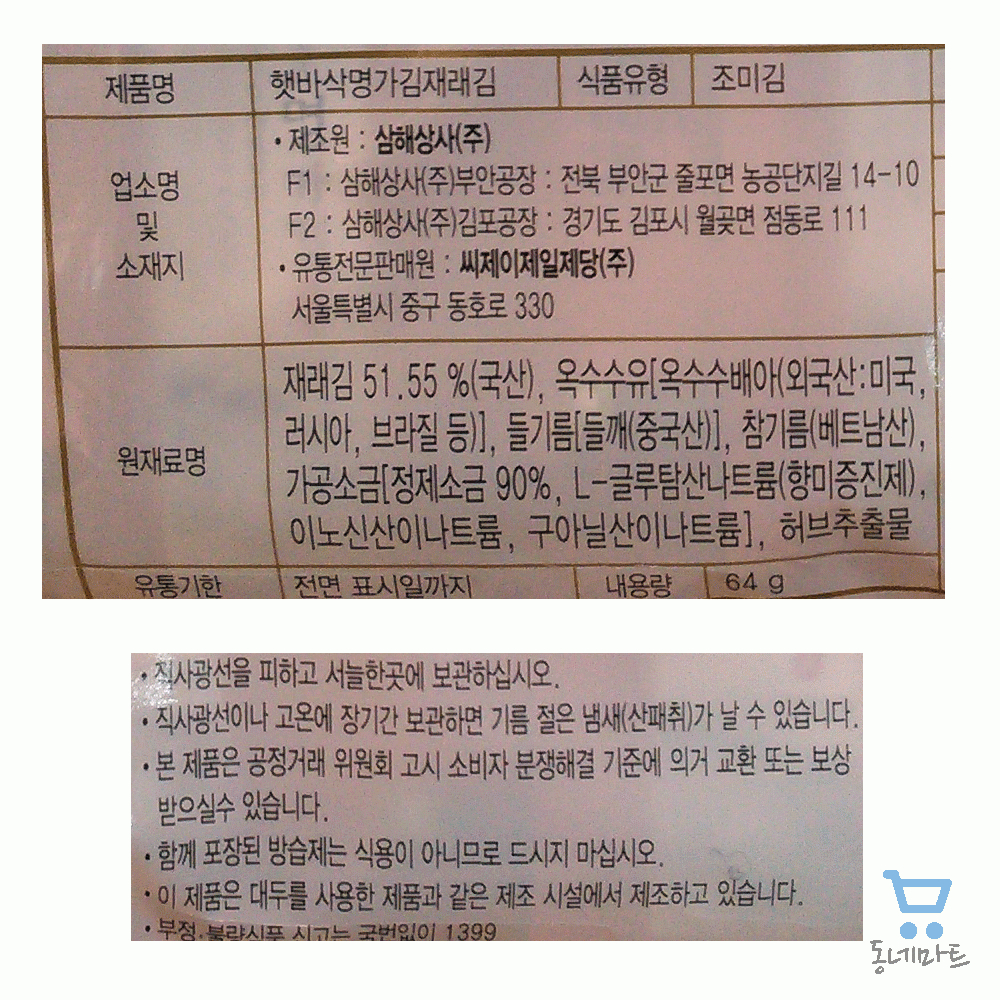 제품명 햇바삭명가김재래김 식품유형 조미김
업소명 및 소재지
• 제조원 : 삼해상사(주)
F1 : 삼해상사(주)부안공장 : 전북 부안군 줄포면 농공단지길 14-10
F2 : 삼해상사(주)김포공장 : 경기도 김포시 월곶면 점동로 111
• 유통전문판매원 : 씨제이제일제당(주)
서울특별시 중구 동호로 330
원재료명
재래김 51.55 %(국산), 옥수수유[옥수수배아(외국산:미국,
러시아, 브라질 등)], 들기름[들깨(중국산)], 참기름(베트남산),
가공소금[정제소금 90%, L-글루탐산나트륨(향미증진제),
이노신산이나트륨, 구아닐산이나트륨], 허브추출물
유통기한 전면 표시일까지 내용량 64 g
• 직사광선을 피하고 서늘한곳에 보관하십시오.
• 직사광선이나 고온에 장기간 보관하면 기름 절은 냄새(산패취)가 날 수 있습니다.
• 본 제품은 공정거래 위원회 고시 소비자 분쟁해결 기준에 의거 교환 또는 보상
받으실수 있습니다.
• 함께 포장된 방습제는 식용이 아니므로 드시지 마십시오.
• 이 제품은 대두를 사용한 제품과 같은 제조 시설에서 제조하고 있습니다.
• 부정.불량식품 신고는 국번없이 1399
동네마트